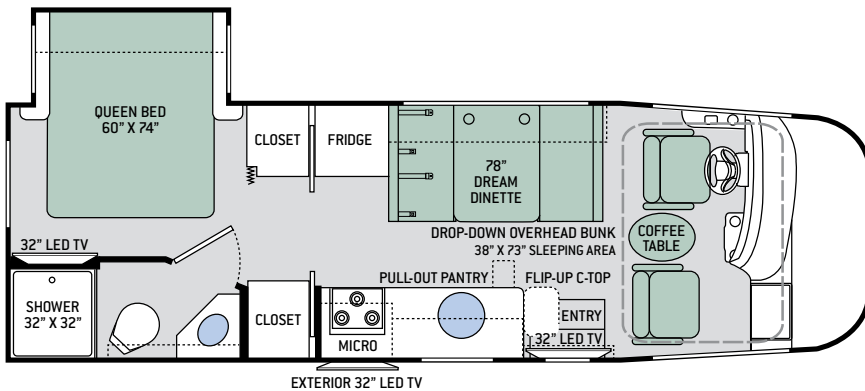 QUEEN BED
60" X 74"
CLOSET
FRIDGE
78"
DREAM
DINETTE
DROP-DOWN OVERHEAD BUNK
38" X 73" SLEEPING AREA
COFFEE
TABLE
32" LED TV
PULL-OUT PANTRY
FLIP-UP C-TOP
SHOWER
32" X 32"
CLOSET
MICRO
ENTRY
32" LED TV
EXTERIOR 32" LED TV